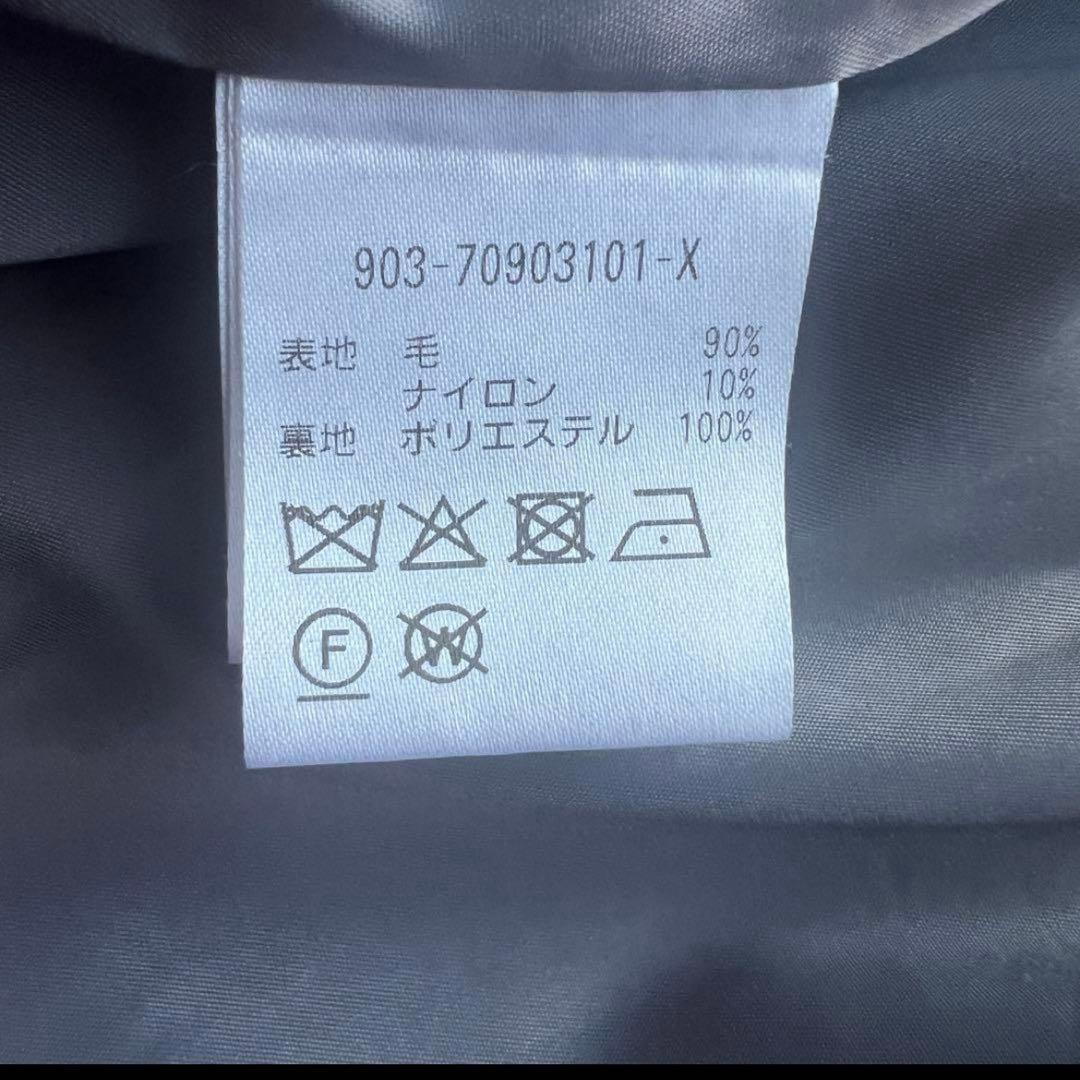 903-70903101-X
表地 毛 90%
ナイロン 10%
裏地 ポリエステル 100%
F W